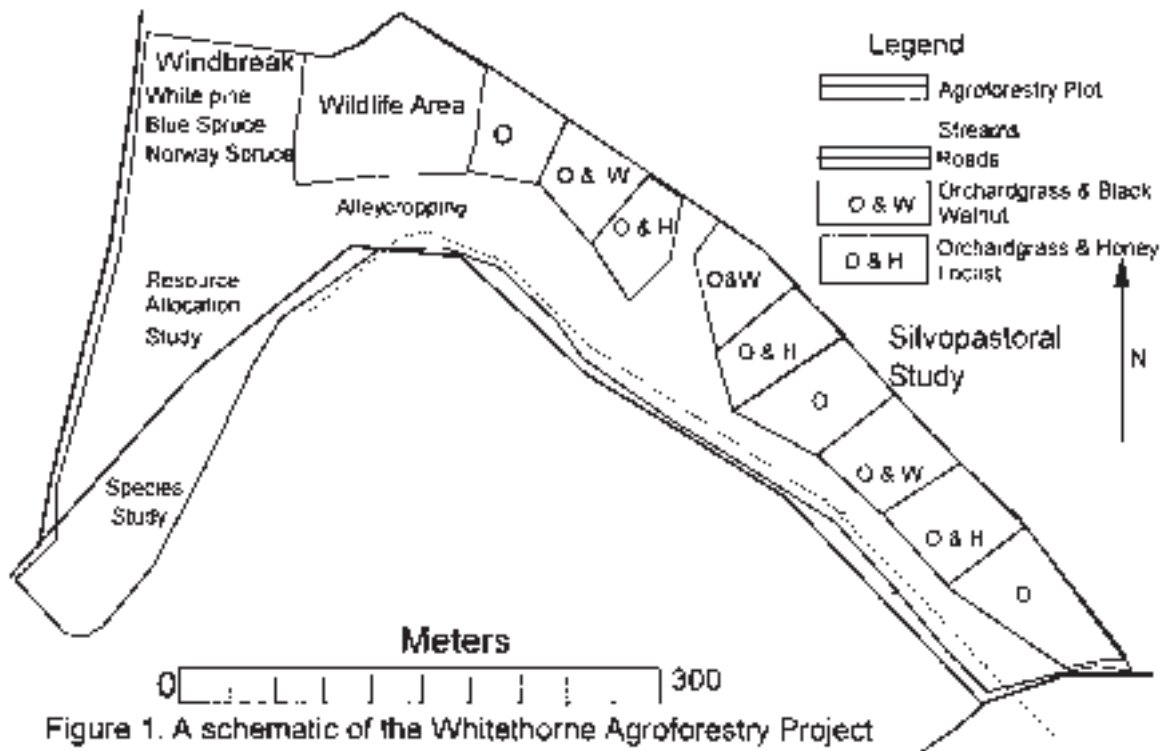 Windbreak
White pine
Blue Spruce
Norway Spruce
Wildlife Area
O
O & W
O & H
Alleycropping
Resource
Allocation
Study
Species
Study
O&W
O & H
O
O & W
O & H
O
Silvopastoral
Study
Legend
Agroforestry Plot
Streams
Roads
O & W
Orchardgrass & Black
Walnut
O & H
Orchardgrass & Honey
Locast
N
Meters
0
300
Figure 1. A schematic of the Whitethorne Agroforestry Project